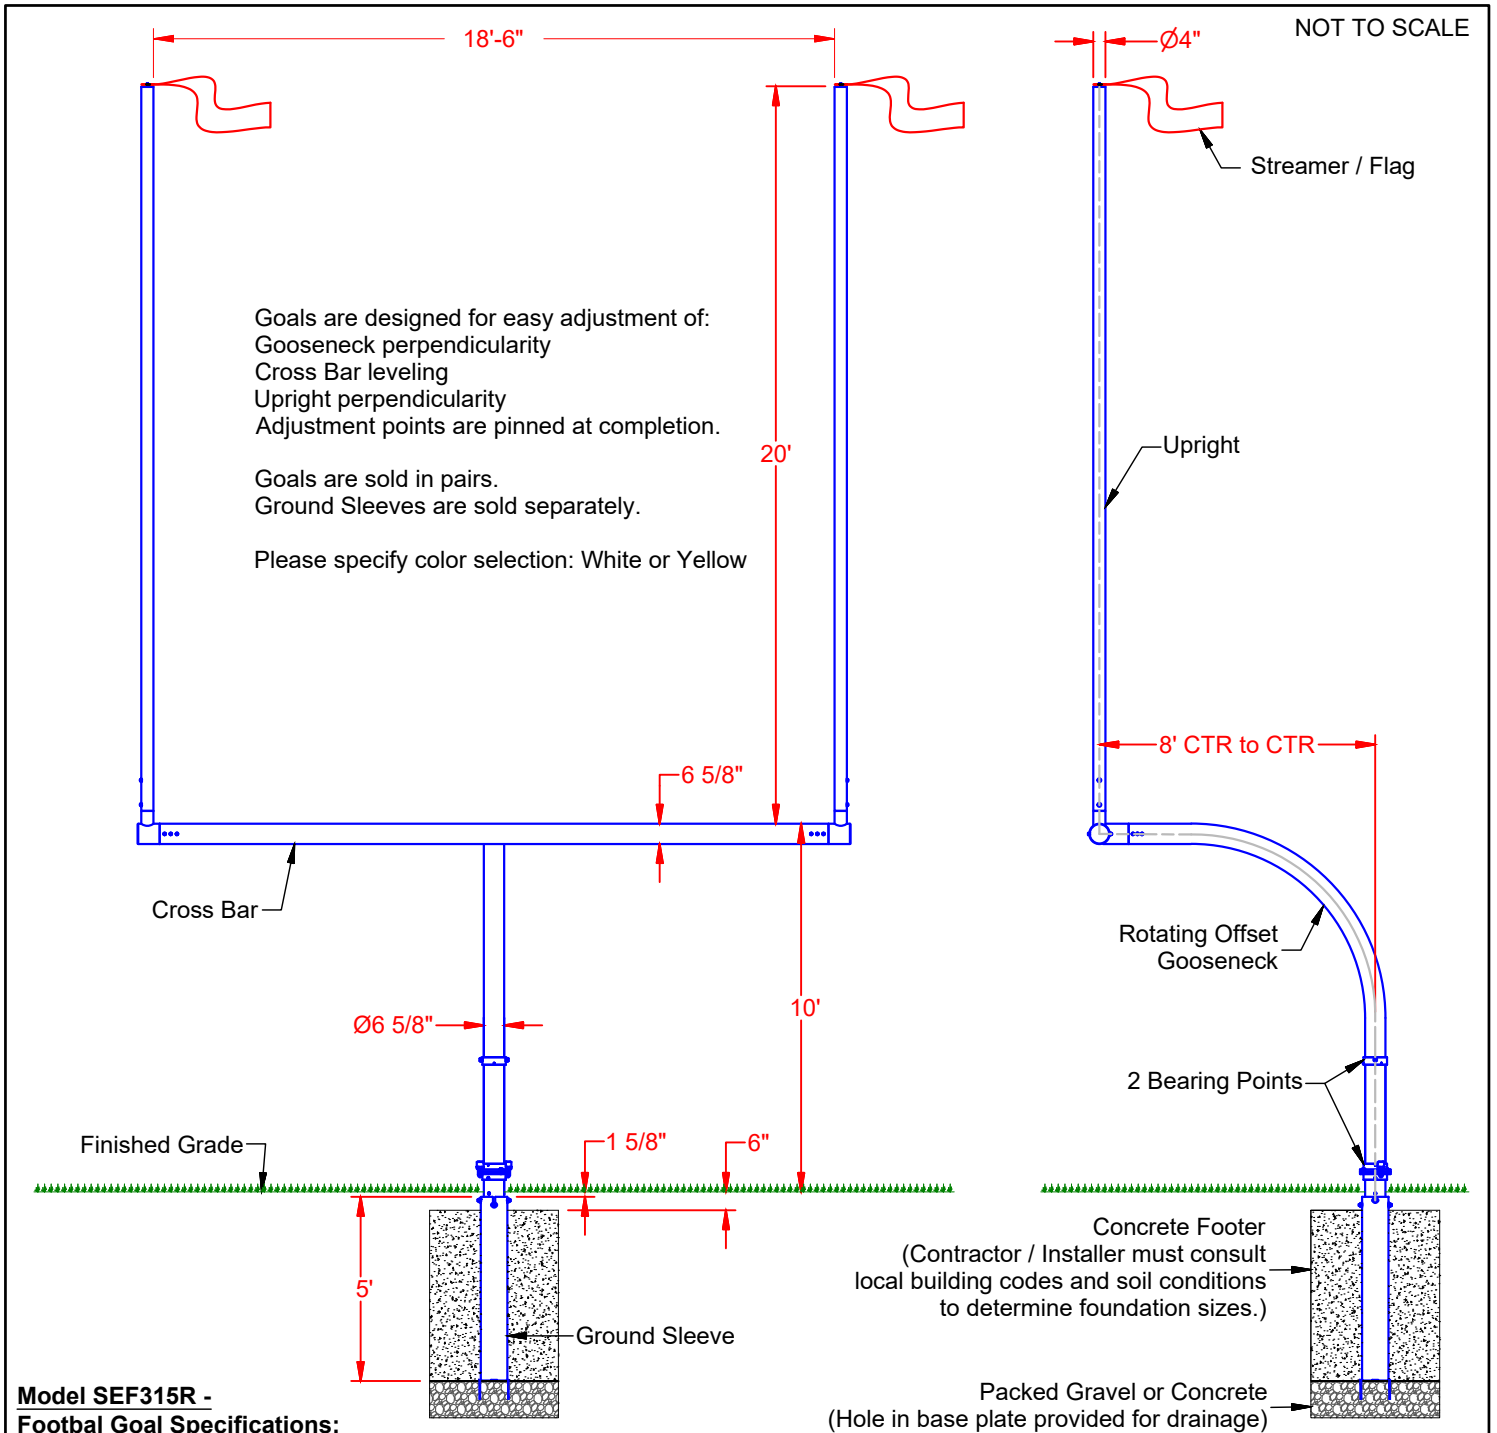 NOT TO SCALE
18'-6"
Ø4"
Streamer / Flag
Goals are designed for easy adjustment of:
Gooseneck perpendicularity
Cross Bar leveling
Upright perpendicularity
Adjustment points are pinned at completion.
Goals are sold in pairs.
Ground Sleeves are sold separately.
Please specify color selection: White or Yellow
20'
Upright
8' CTR to CTR
6 5/8"
Cross Bar
Rotating Offset
Gooseneck
10'
Ø6 5/8"
2 Bearing Points
Finished Grade
1 5/8"
6"
Concrete Footer
(Contractor / Installer must consult
local building codes and soil conditions
to determine foundation sizes.)
5'
Ground Sleeve
Packed Gravel or Concrete
(Hole in base plate provided for drainage)
Model SEF315R -
Footbal Goal Specifications: